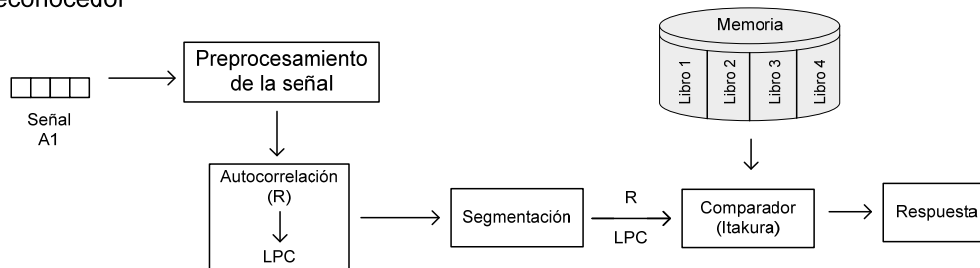 Preprocesamiento
de la señal
Señal
A1
Autocorrelación
(R)
LPC
Segmentación
R
LPC
Memoria
Libro 1
Libro 2
Libro 3
Libro 4
Comparador
(Itakura)
Respuesta